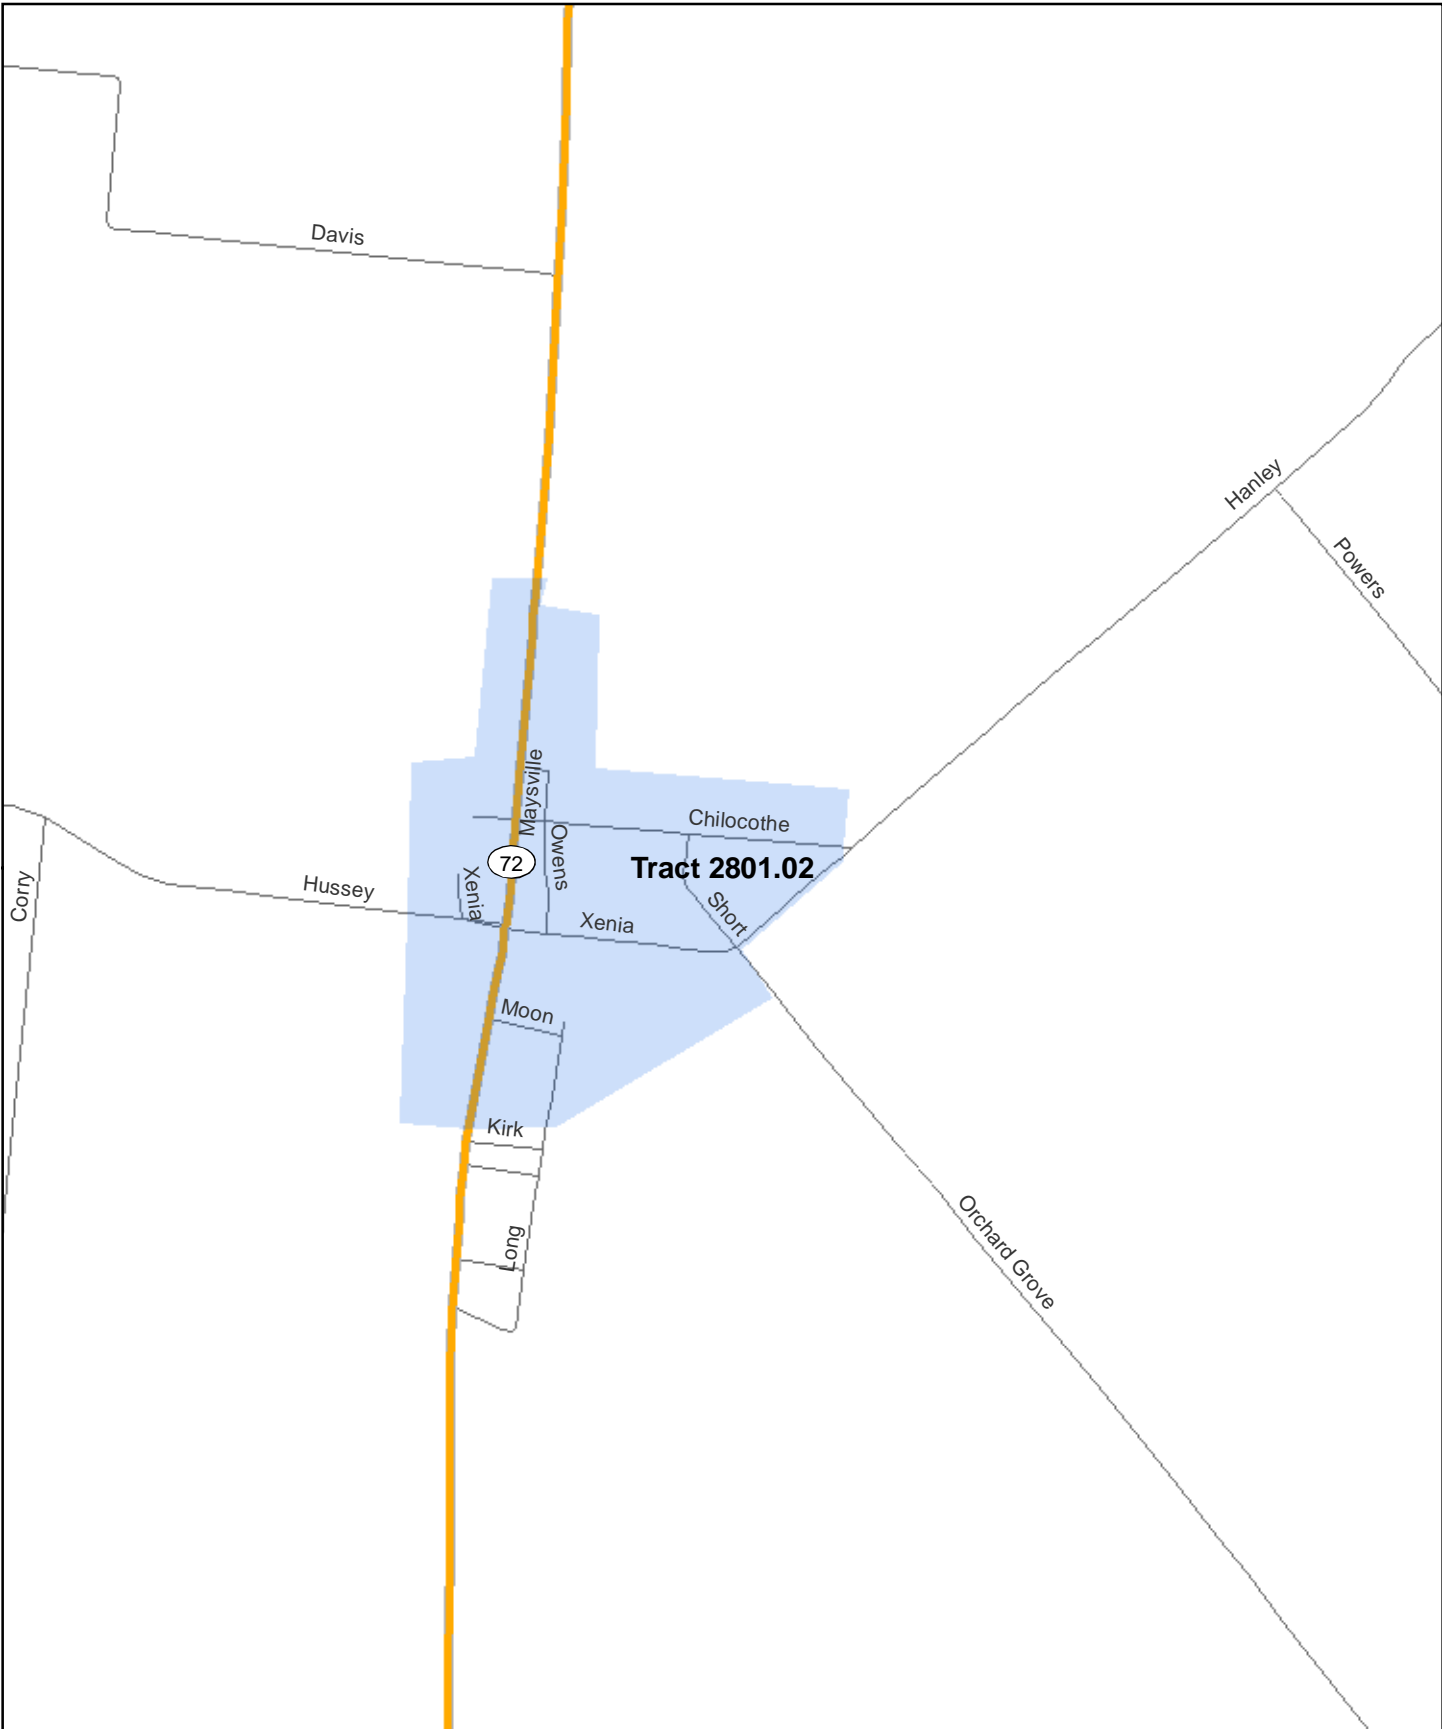 Davis
Hanley
Powers
Maysville
Chilocothe
Owens
72
Tract 2801.02
Corry
Hussey
Xenia
Short
Xenia
Moon
Kirk
Long
Orchard Grove